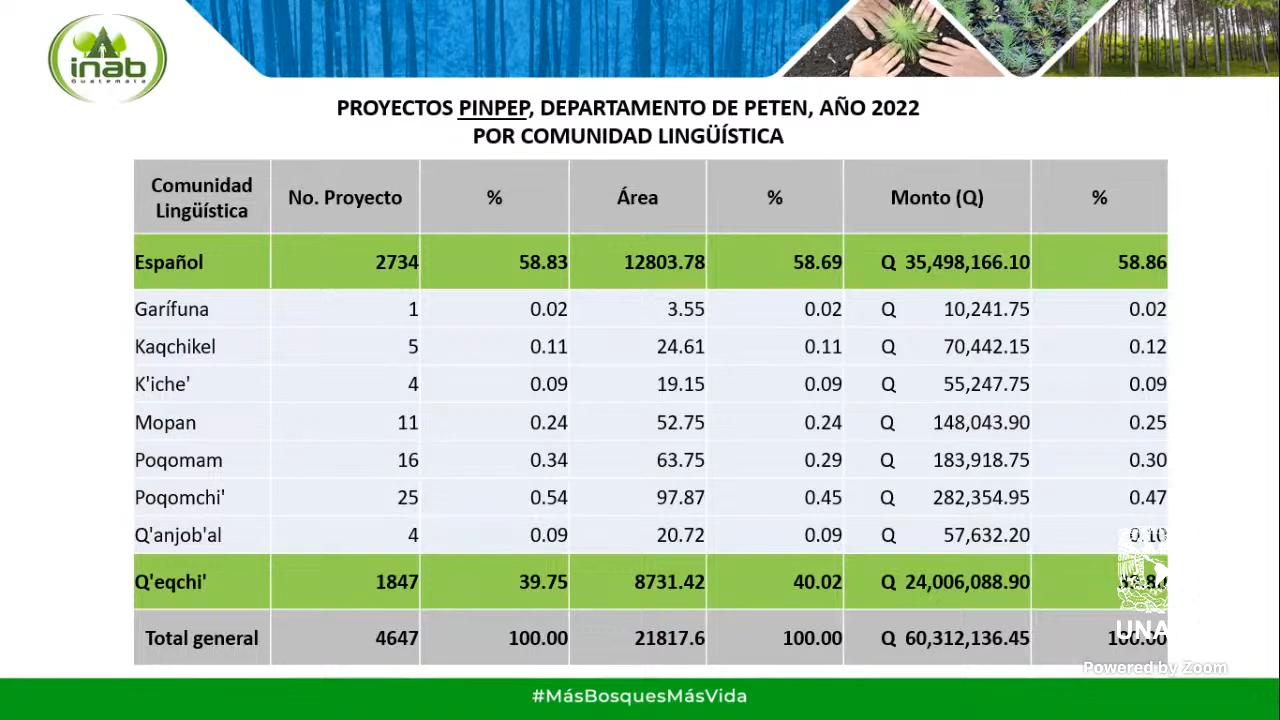 inab
Guatemala
PROYECTOS PINPEP, DEPARTAMENTO DE PETEN, AÑO 2022
POR COMUNIDAD LINGÜÍSTICA
Comunidad Lingüística No. Proyecto % Área % Monto (Q) %
Español 2734 58.83 12803.78 58.69 Q 35,498,166.10 58.86
Garífuna 1 0.02 3.55 0.02 Q 10,241.75 0.02
Kaqchikel 5 0.11 24.61 0.11 Q 70,442.15 0.12
K'iche' 4 0.09 19.15 0.09 Q 55,247.75 0.09
Mopan 11 0.24 52.75 0.24 Q 148,043.90 0.25
Poqomam 16 0.34 63.75 0.29 Q 183,918.75 0.30
Poqomchi' 25 0.54 97.87 0.45 Q 282,354.95 0.47
Q'anjob'al 4 0.09 20.72 0.09 Q 57,632.20 0.10
Q'eqchi' 1847 39.75 8731.42 40.02 Q 24,006,088.90
Total general 4647 100.00 21817.6 100.00 Q 60,312,136.45 100.00
Powered by Zoom
#MásBosquesMásVida